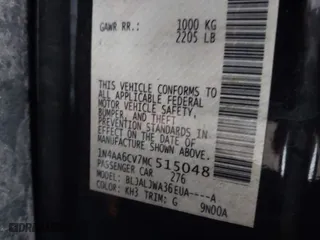 GAWR RR.: 1000 KG
2205 LB
THIS VEHICLE CONFORMS TO
ALL APPLICABLE FEDERAL
MOTOR VEHICLE SAFETY,
BUMPER, AND THEFT
PREVENTION STANDARDS
IN EFFECT ON THE DATE OF
MANUFACTURE SHOWN ABOVE.
1N4AA6CV7MC515048
PASSENGER CAR 276
MODEL: BLJALJWA36EUA----A
COLOR: KH3 TRIM: G 9N00A